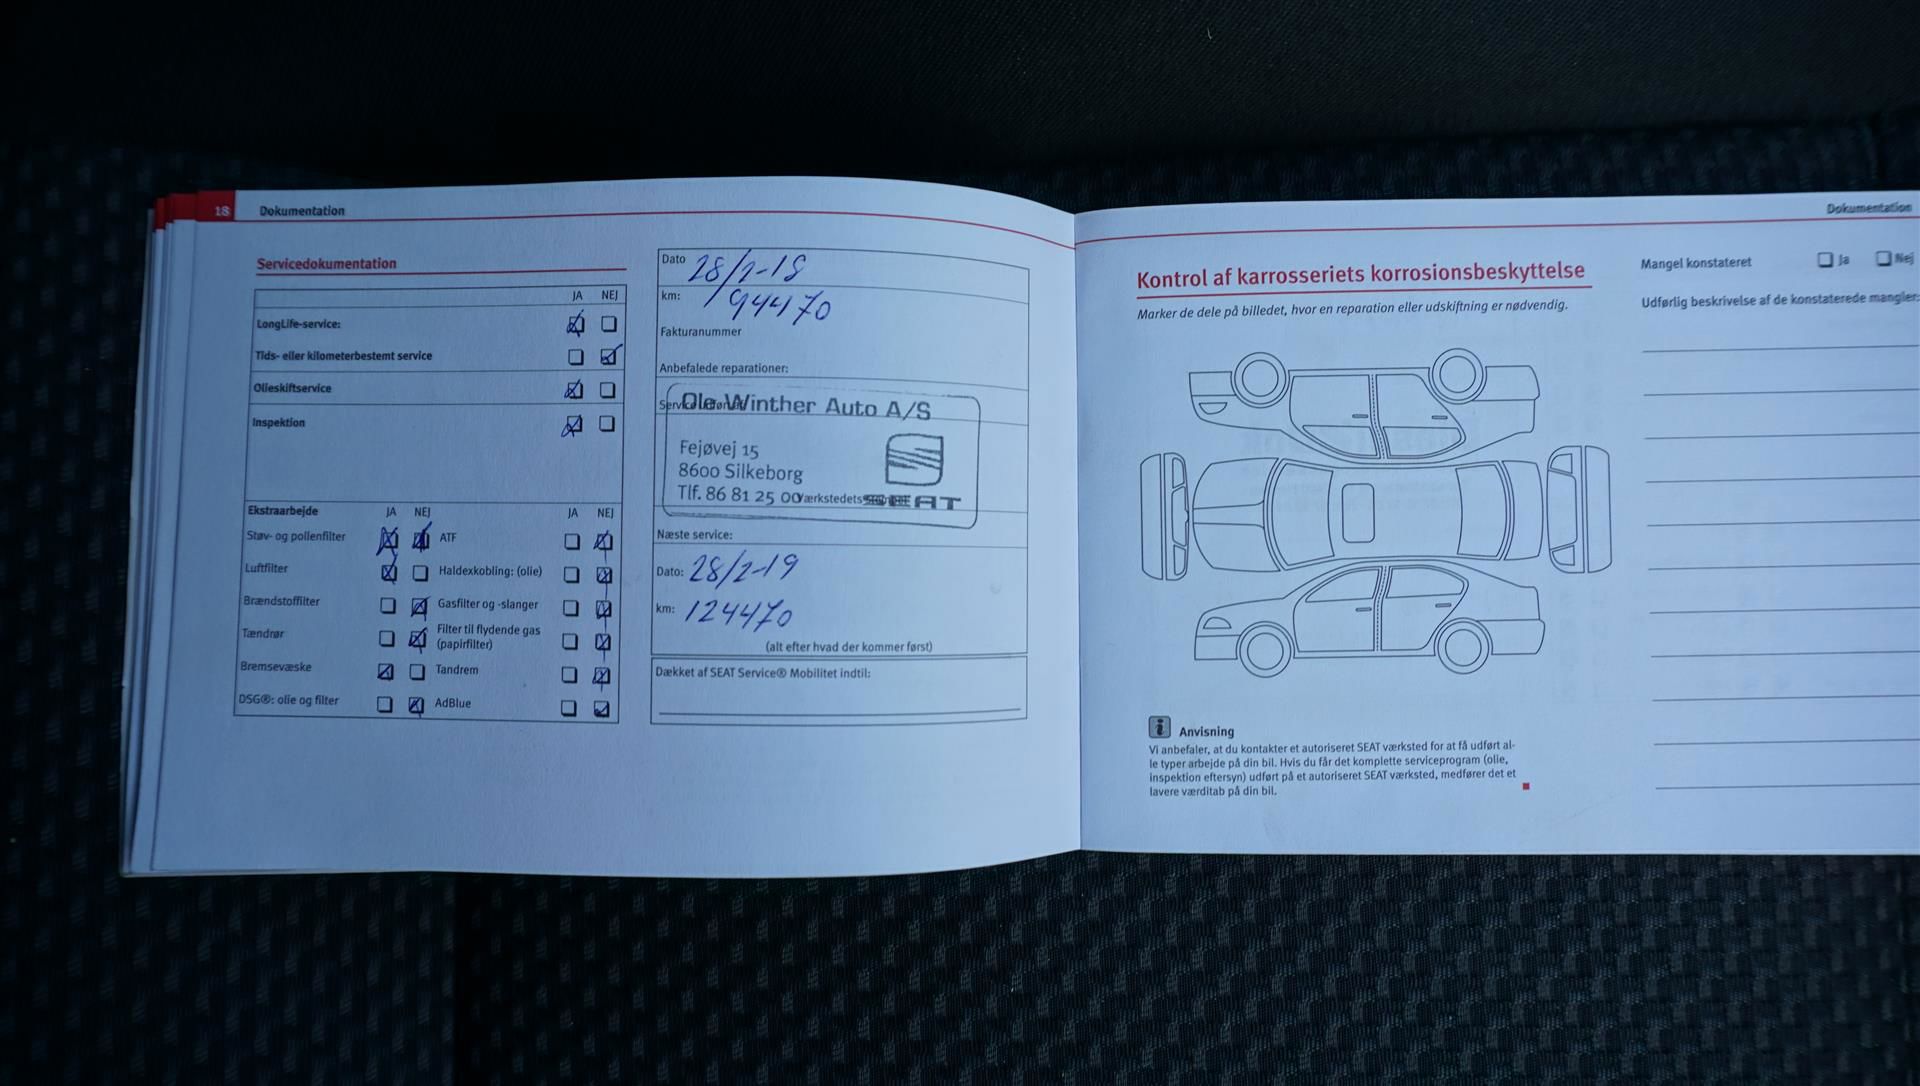 18 Dokumentation
Servicedokumentation
JA NEJ
LongLife-service:
Tids- eller kilometerbestemt service
Olieskiftservice
Inspektion
Ekstraarbejde JA NEJ JA NEJ
Støv- og pollenfilter ATF
Luftfilter Haldexkobling: (olie)
Brændstoffilter Gasfilter og -slanger
Tændrør Filter til flydende gas
(papirfilter)
Bremsevæske Tandrem
DSG®: olie og filter AdBlue
Dato 28/2-18
km: 94470
Fakturanummer
Anbefalede reparationer:
Ole Winther Auto A/S
Fejøvej 15
8600 Silkeborg
Tlf. 86 81 25 00
SEAT
Næste service:
Dato: 28/2-19
km: 124470
(alt efter hvad der kommer først)
Dækket af SEAT Service® Mobilitet indtil:
Dokumentation
Kontrol af karrosseriets korrosionsbeskyttelse
Marker de dele på billedet, hvor en reparation eller udskiftning er nødvendig.
Anvisning
Vi anbefaler, at du kontakter et autoriseret SEAT værksted for at få udført al-
le typer arbejde på din bil. Hvis du får det komplette serviceprogram (olie,
inspektion eftersyn) udført på et autoriseret SEAT værksted, medfører det et
lavere værditab på din bil.
Mangel konstateret Ja Nej
Udførlig beskrivelse af de konstaterede mangler: